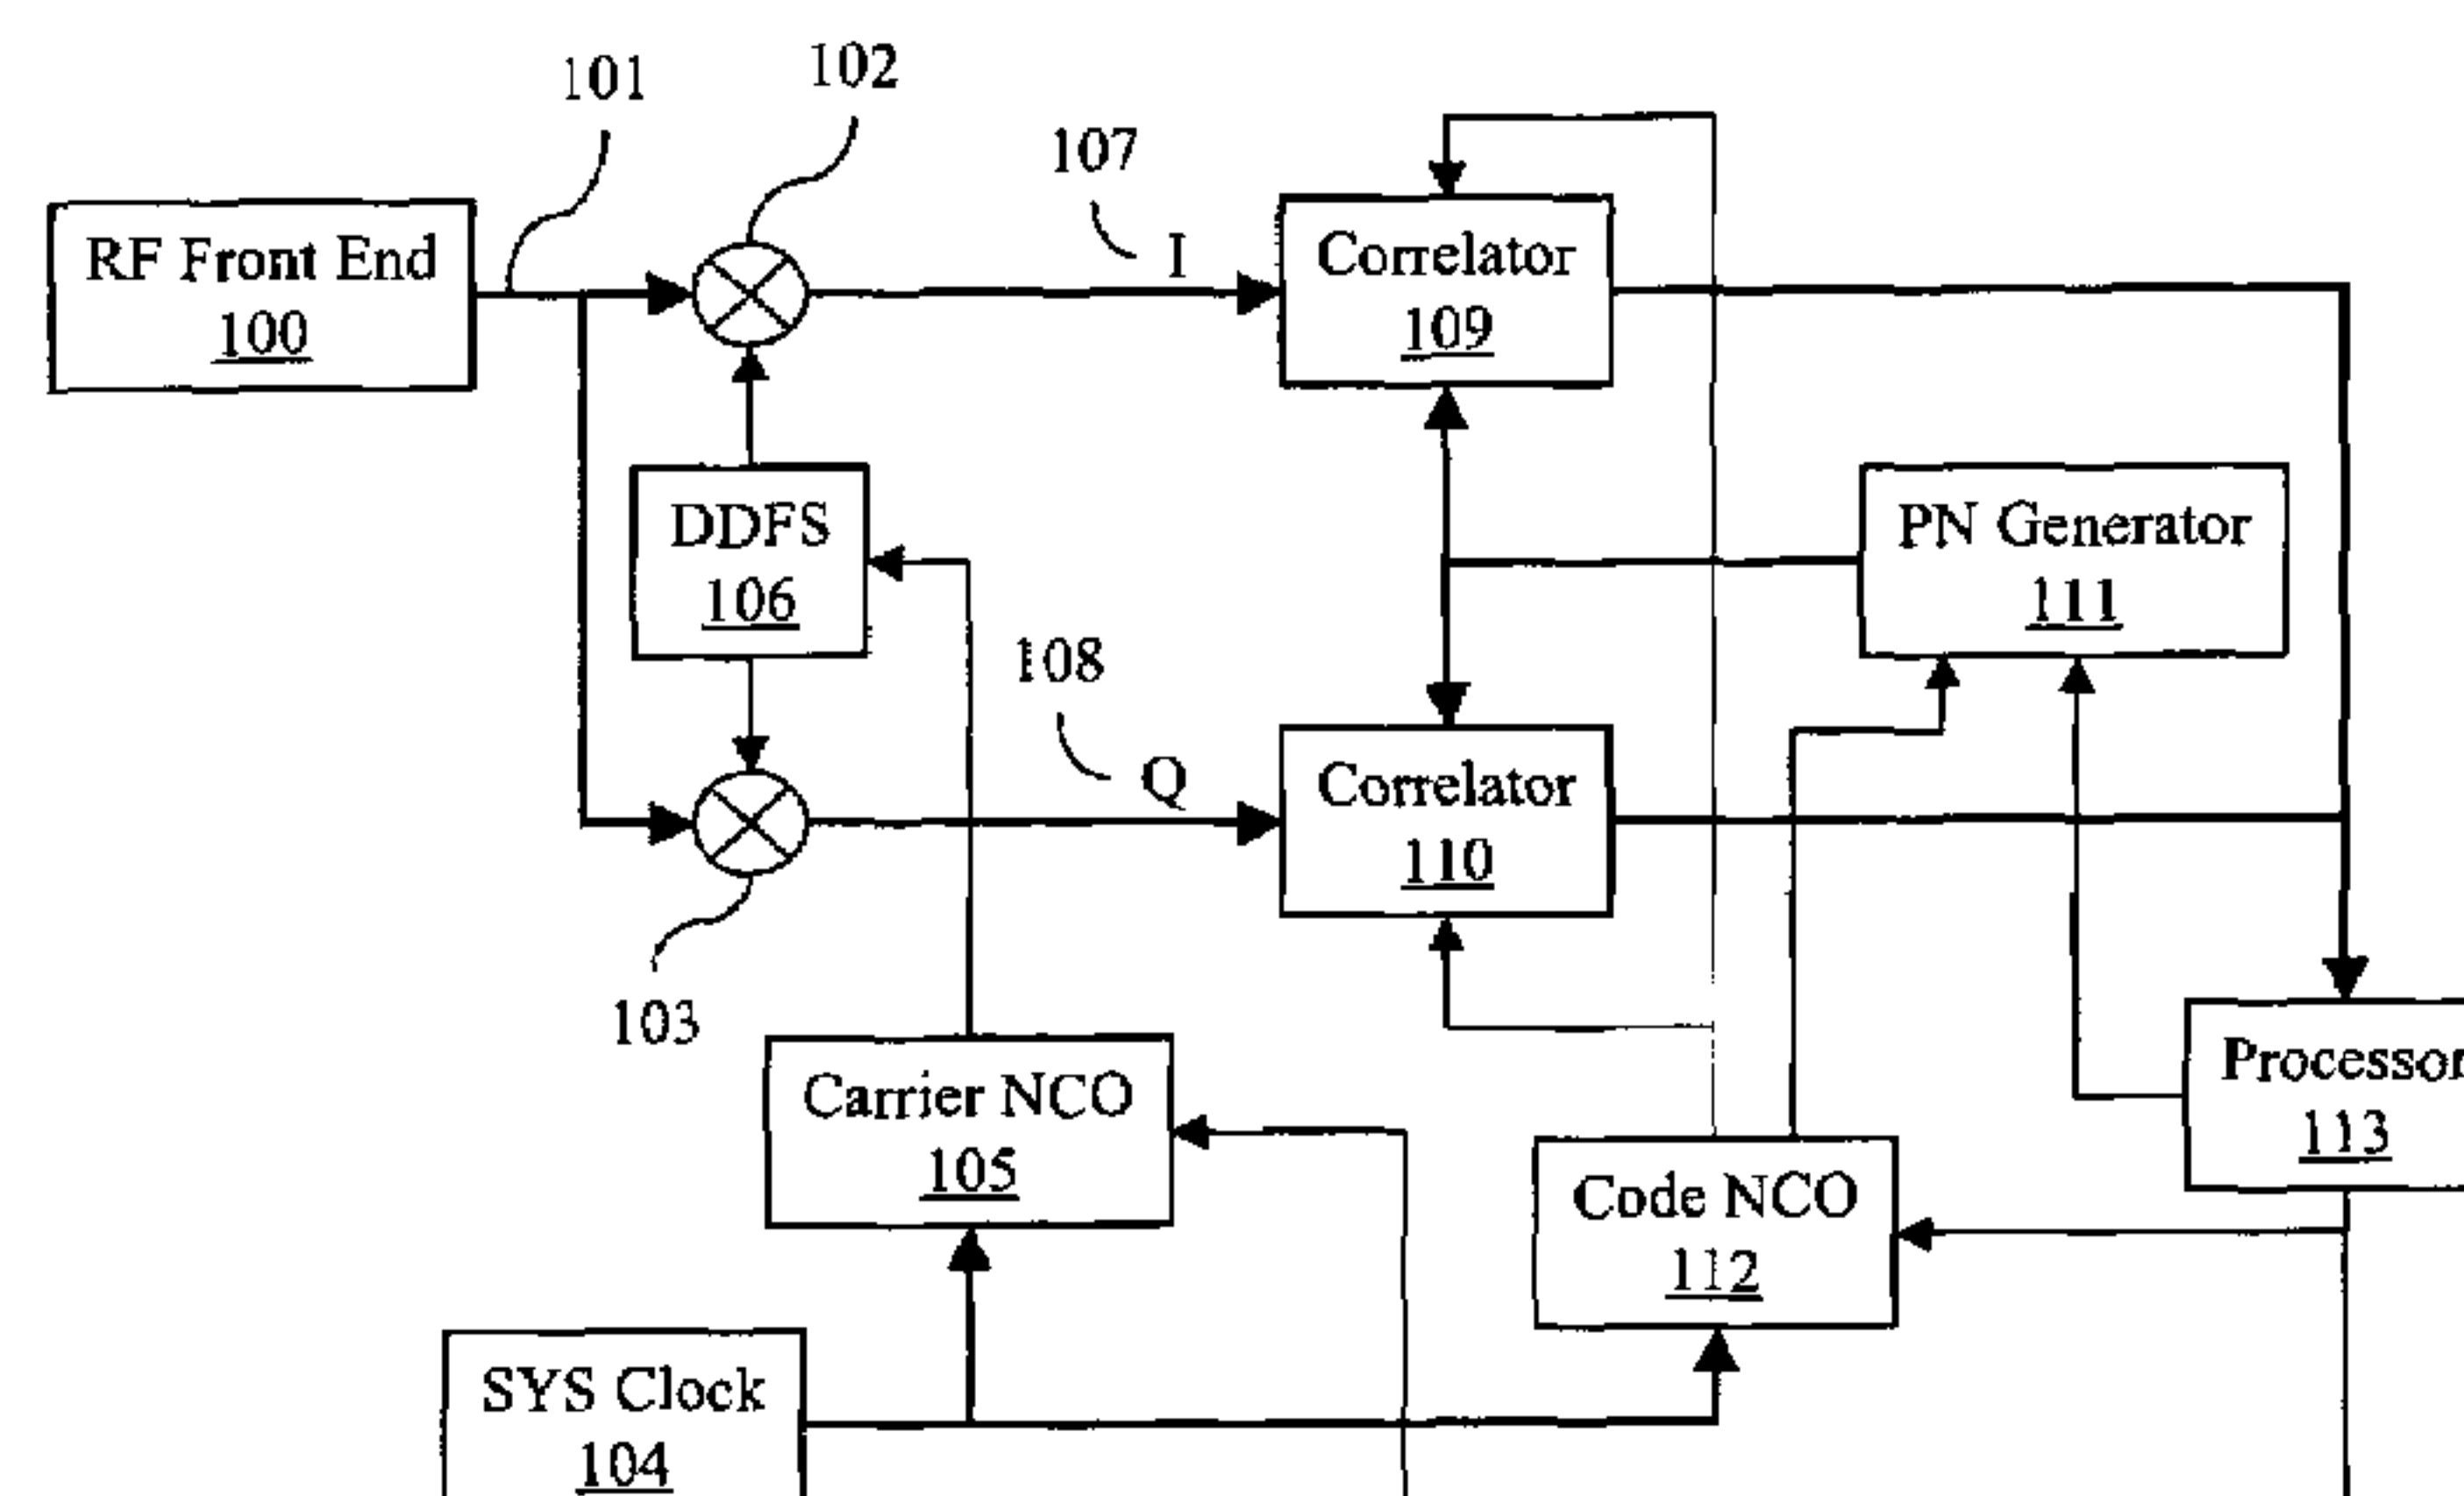 101
102
107
RF Front End
100
I
Correlator
109
DDFS
106
PN Generator
111
108
Q
Correlator
110
103
Carrier NCO
105
Code NCO
112
Processor
113
SYS Clock
104